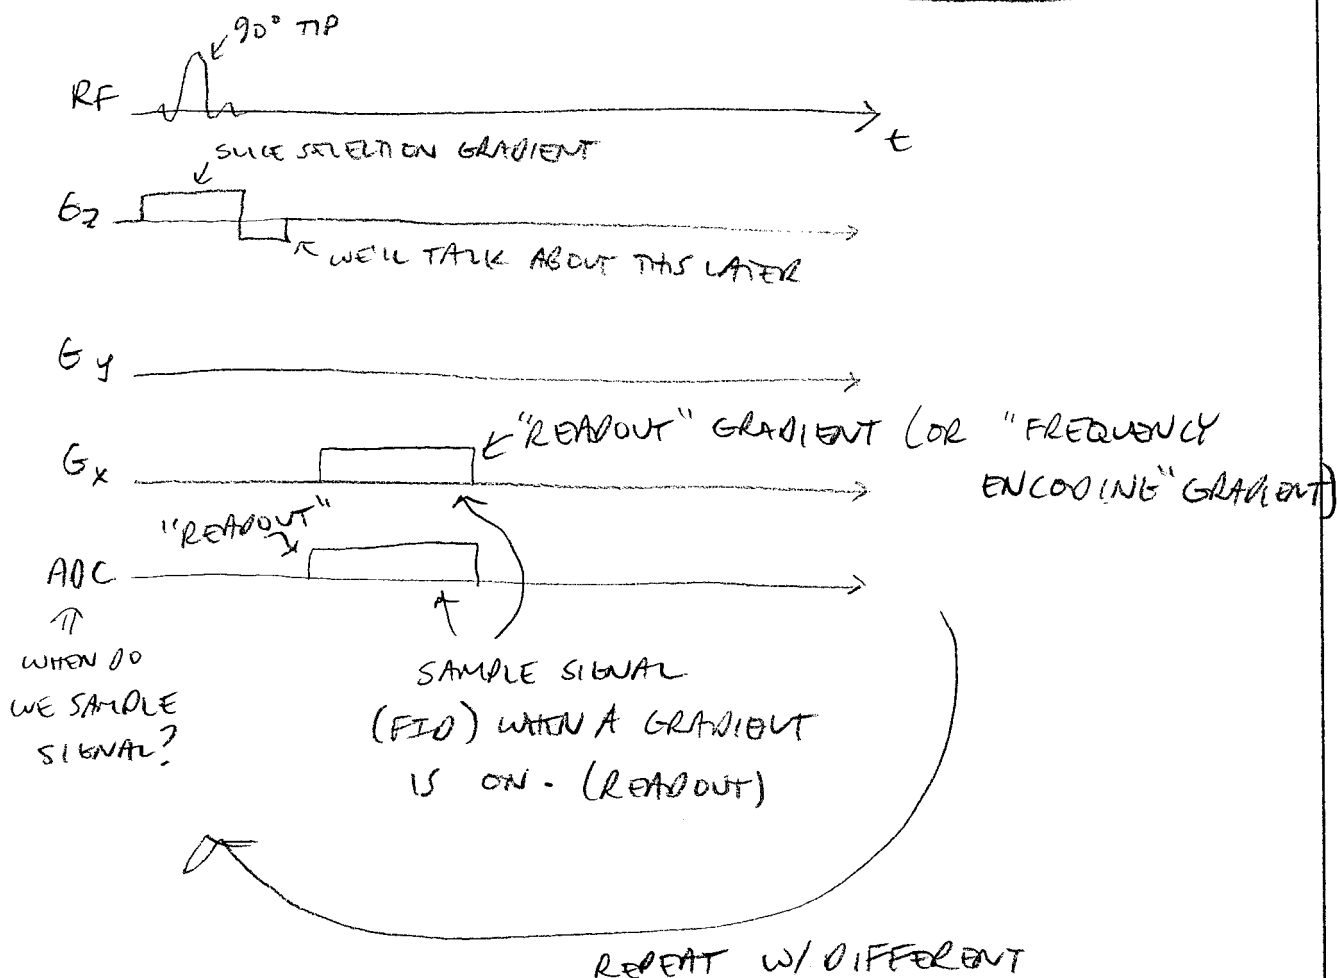 90° TIP
RF
t
SLICE SELECTION GRADIENT
Gz
WE'LL TALK ABOUT THIS LATER
Gy
"READOUT" GRADIENT (OR "FREQUENCY
ENCODING" GRADIENT)
Gx
"READOUT"
ADC
WHEN DO
WE SAMPLE
SIGNAL?
SAMPLE SIGNAL
(FID) WHEN A GRADIENT
IS ON. (READOUT)
REPEAT W/ DIFFERENT